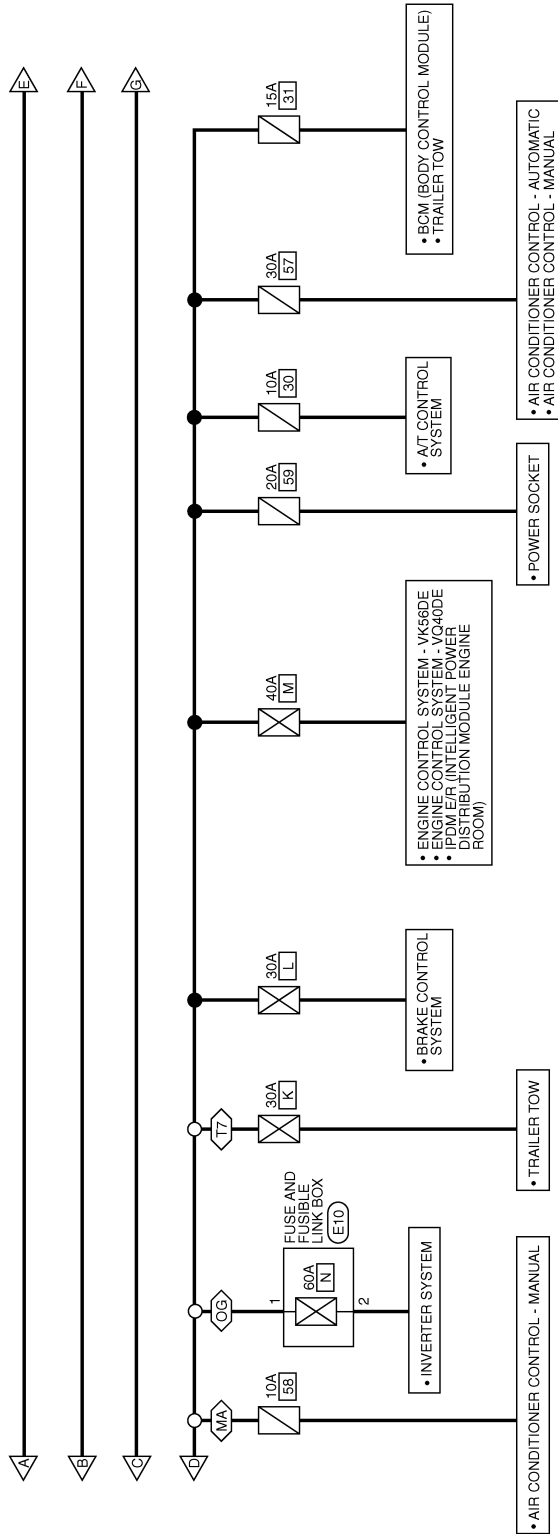 A
E
B
F
C
G
D
MA
10A
58
• AIR CONDITIONER CONTROL - MANUAL
OG
FUSE AND
FUSIBLE
LINK BOX
E10
1
60A
N
2
• INVERTER SYSTEM
T7
30A
K
• TRAILER TOW
30A
L
• BRAKE CONTROL
SYSTEM
40A
M
• ENGINE CONTROL SYSTEM - VK56DE
• ENGINE CONTROL SYSTEM - VQ40DE
• IPDM E/R (INTELLIGENT POWER
DISTRIBUTION MODULE ENGINE
ROOM)
20A
59
• POWER SOCKET
10A
30
• A/T CONTROL
SYSTEM
30A
57
• AIR CONDITIONER CONTROL - AUTOMATIC
• AIR CONDITIONER CONTROL - MANUAL
15A
31
• BCM (BODY CONTROL MODULE)
• TRAILER TOW